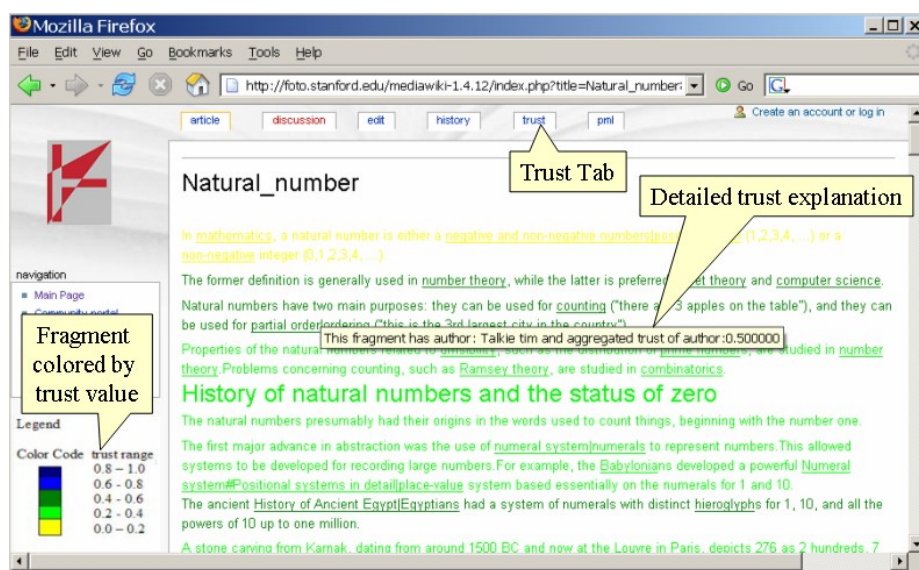 Mozilla Firefox
File Edit View Go Bookmarks Tools Help
http://foto.stanford.edu/mediawiki-1.4.12/index.php?title=Natural_number
Go
G
Create an account or log in
article discussion edit history trust pml
Trust Tab
Natural_number
Detailed trust explanation
In mathematics, a natural number is either a negative and non-negative numbers (1,2,3,4, ...) or a
non-negative integer (0,1,2,3,4, ...).
The former definition is generally used in number theory, while the latter is preferred theory and computer science.
Natural numbers have two main purposes: they can be used for counting ("there 3 apples on the table"), and they can
be used for partial order|ordering ("this is the 3rd largest city in the country")
This fragment has author: Talkie tim and aggregated trust of author:0.500000
Properties of the natural numbers related to divisibility, such as the distribution of prime numbers, are studied in number
theory.Problems concerning counting, such as Ramsey theory, are studied in combinatorics.
History of natural numbers and the status of zero
The natural numbers presumably had their origins in the words used to count things, beginning with the number one.
The first major advance in abstraction was the use of numeral system|numerals to represent numbers.This allowed
systems to be developed for recording large numbers.For example, the Babylonians developed a powerful Numeral
system#Positional systems in detail|place-value system based essentially on the numerals for 1 and 10.
The ancient History of Ancient Egypt|Egyptians had a system of numerals with distinct hieroglyphs for 1, 10, and all the
powers of 10 up to one million.
A stone carving from Karnak, dating from around 1500 BC and now at the Louvre in Paris, depicts 276 as 2 hundreds, 7
navigation
Main Page
Community portal
Fragment
colored by
trust value
Legend
Color Code trust range
0.8 – 1.0
0.6 - 0.8
0.4 - 0.6
0.2 - 0.4
0.0 – 0.2